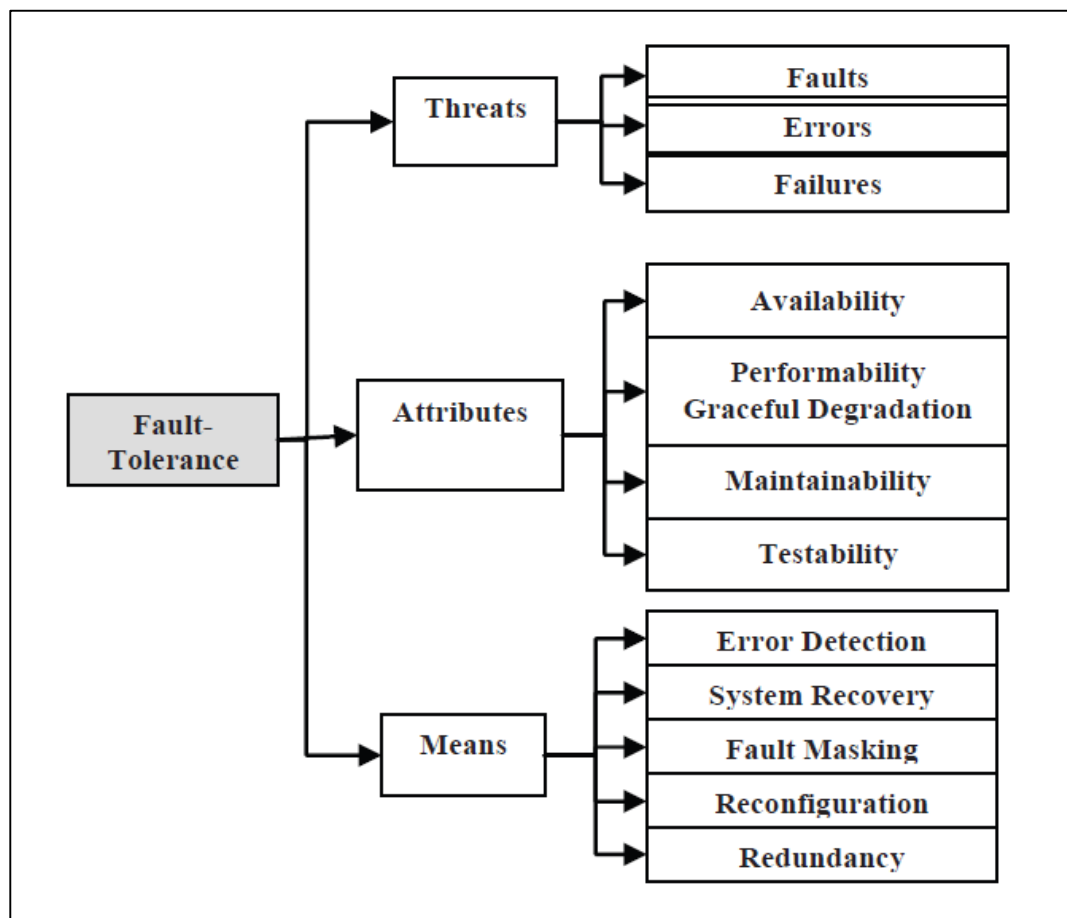 Threats
Faults
Errors
Failures
Fault-
Tolerance
Attributes
Availability
Performability
Graceful Degradation
Maintainability
Testability
Means
Error Detection
System Recovery
Fault Masking
Reconfiguration
Redundancy